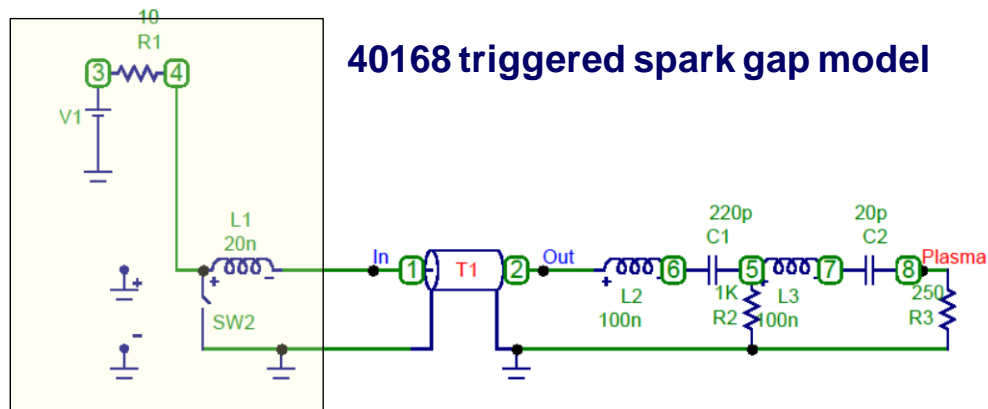 10
R1
40168 triggered spark gap model
3
4
V1
L1
20n
SW2
+
-
+
-
In
1
T1
2
Out
+
L2
100n
6
220p
C1
5
1K
R2
+
L3
100n
7
20p
C2
8
Plasma
250
R3